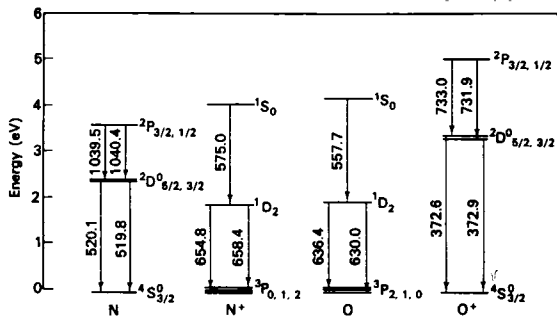 6
5
4
3
2
1
0
Energy (eV)
²P3/2, 1/2
1039.5
1040.4
²D⁰5/2, 3/2
520.1
519.8
⁴S⁰3/2
N
¹S0
575.0
¹D2
654.8
658.4
³P0, 1, 2
N⁺
¹S0
557.7
¹D2
636.4
630.0
³P2, 1, 0
O
²P3/2, 1/2
733.0
731.9
²D⁰5/2, 3/2
372.6
372.9
⁴S⁰3/2
O⁺